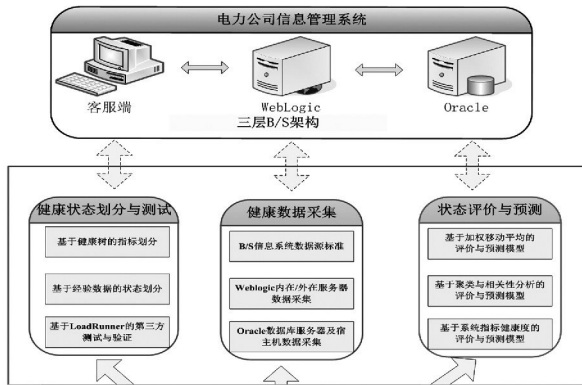 电力公司信息管理系统
客服端
WebLogic
Oracle
三层B/S架构
健康状态划分与测试
基于健康树的指标划分
基于经验数据的状态划分
基于LoadRunner的第三方
测试与验证
健康数据采集
B/S信息系统数据源标准
Weblogic内在/外在服务器
数据采集
Oracle数据库服务器及宿
主机数据采集
状态评价与预测
基于加权移动平均的
评价与预测模型
基于聚类与相关性分析的
评价与预测模型
基于系统指标健康度的
评价与预测模型